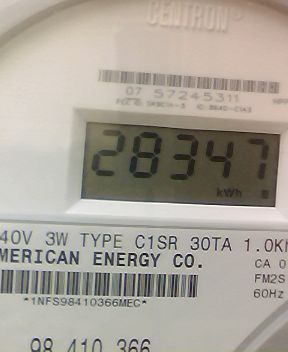 CENTRON®
07 57245311
28347
kWh
40V 3W TYPE C1SR 30TA 1.0Kh
MERICAN ENERGY CO.
CA 0
FM2S
60Hz
*1NFS98410366MEC*
98 410 366